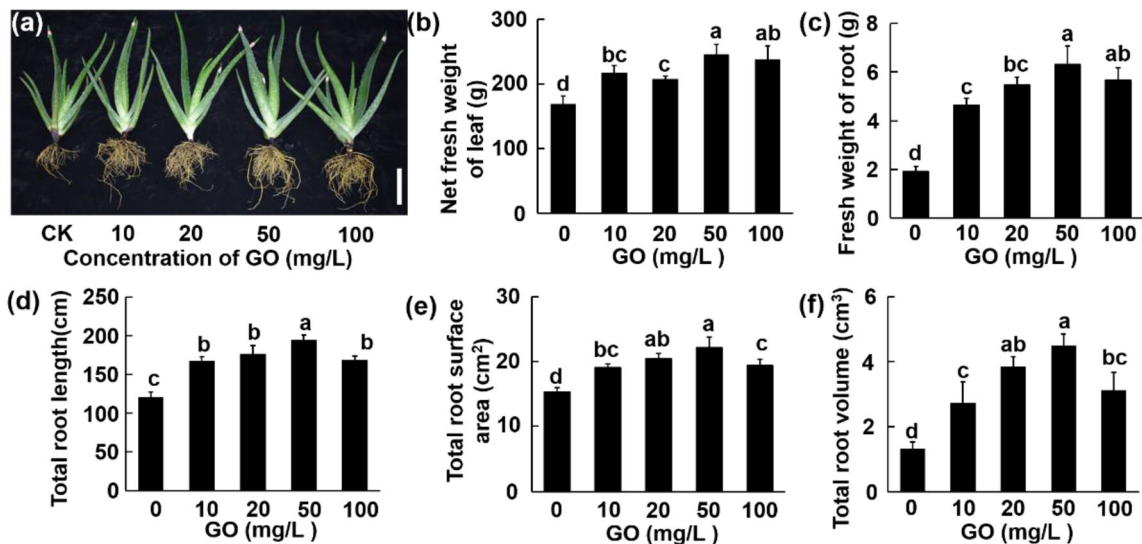 (a)
CK 10 20 50 100
Concentration of GO (mg/L)
(b)
Net fresh weight
of leaf (g)
300
200
100
0
d bc c a ab
0 10 20 50 100
GO (mg/L )
(c)
Fresh weight of root (g)
8
6
4
2
0
d c bc a ab
0 10 20 50 100
GO (mg/L )
(d)
Total root length(cm)
250
200
150
100
50
0
c b b a b
0 10 20 50 100
GO (mg/L )
(e)
Total root surface
area (cm²)
30
20
10
0
d bc ab a c
0 10 20 50 100
GO (mg/L )
(f)
Total root volume (cm³)
6
4
2
0
d c ab a bc
0 10 20 50 100
GO (mg/L )